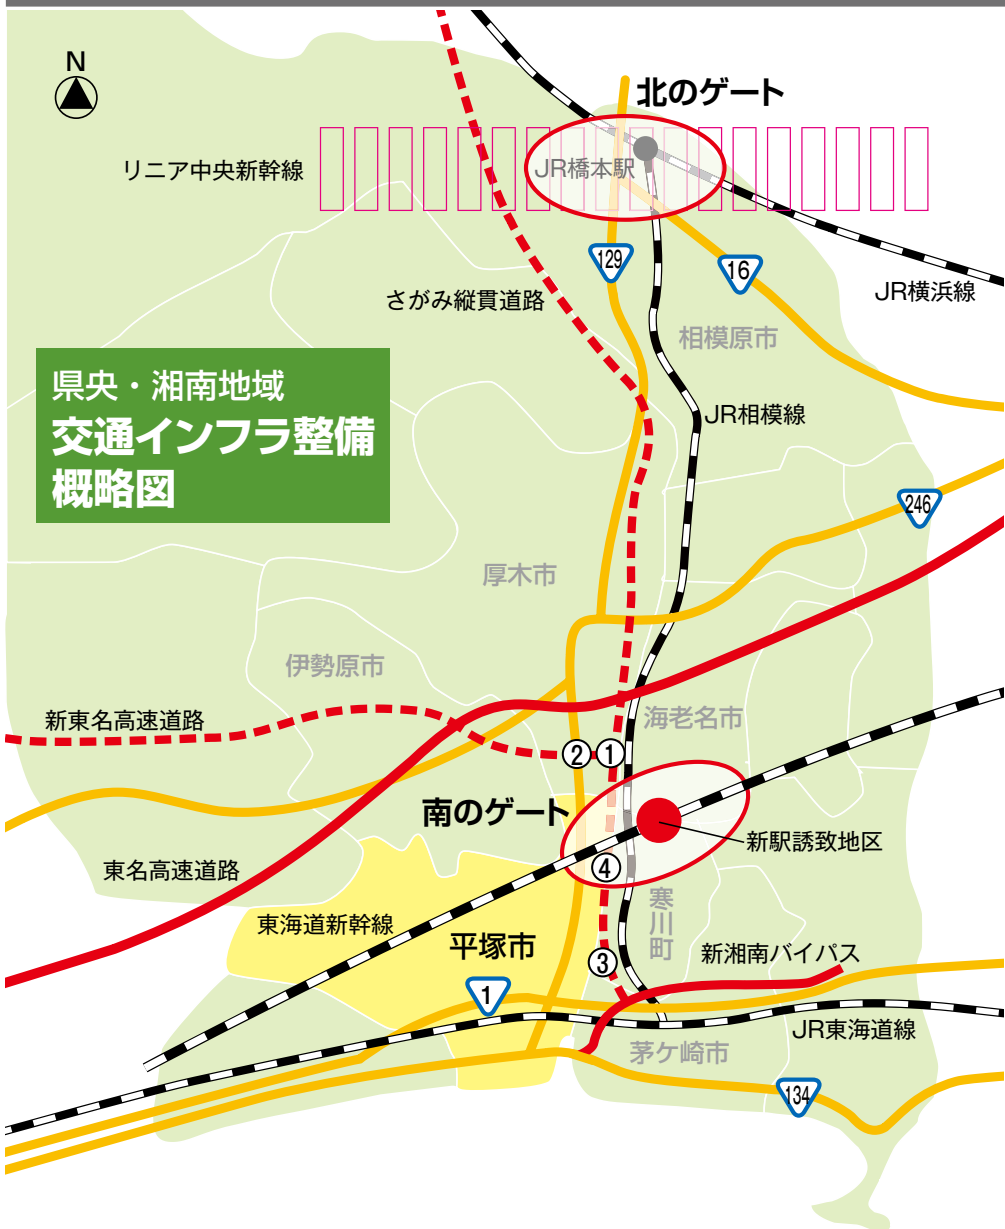 N
北のゲート
リニア中央新幹線
JR橋本駅
129
16
さがみ縦貫道路
JR横浜線
相模原市
県央・湘南地域
交通インフラ整備
概略図
JR相模線
246
厚木市
伊勢原市
新東名高速道路
海老名市
②
①
南のゲート
新駅誘致地区
東名高速道路
④
東海道新幹線
寒川町
平塚市
新湘南バイパス
③
1
JR東海道線
茅ケ崎市
134